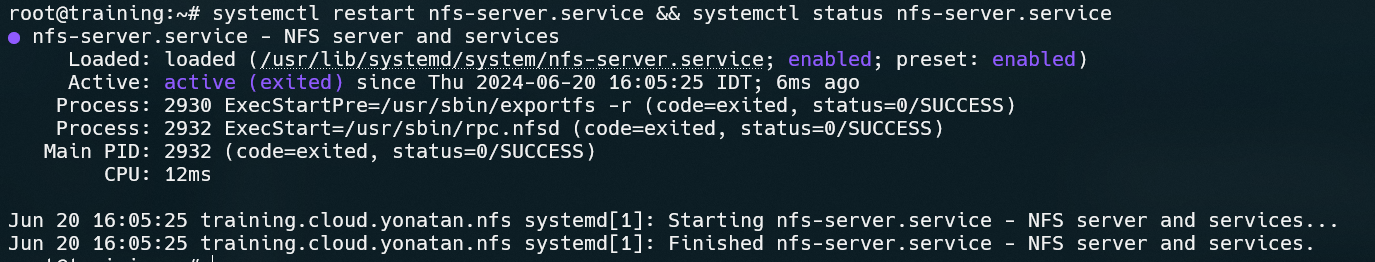 root@training:~# systemctl restart nfs-server.service && systemctl status nfs-server.service
● nfs-server.service - NFS server and services
Loaded: loaded (/usr/lib/systemd/system/nfs-server.service; enabled; preset: enabled)
Active: active (exited) since Thu 2024-06-20 16:05:25 IDT; 6ms ago
Process: 2930 ExecStartPre=/usr/sbin/exportfs -r (code=exited, status=0/SUCCESS)
Process: 2932 ExecStart=/usr/sbin/rpc.nfsd (code=exited, status=0/SUCCESS)
Main PID: 2932 (code=exited, status=0/SUCCESS)
CPU: 12ms
Jun 20 16:05:25 training.cloud.yonatan.nfs systemd[1]: Starting nfs-server.service - NFS server and services...
Jun 20 16:05:25 training.cloud.yonatan.nfs systemd[1]: Finished nfs-server.service - NFS server and services.